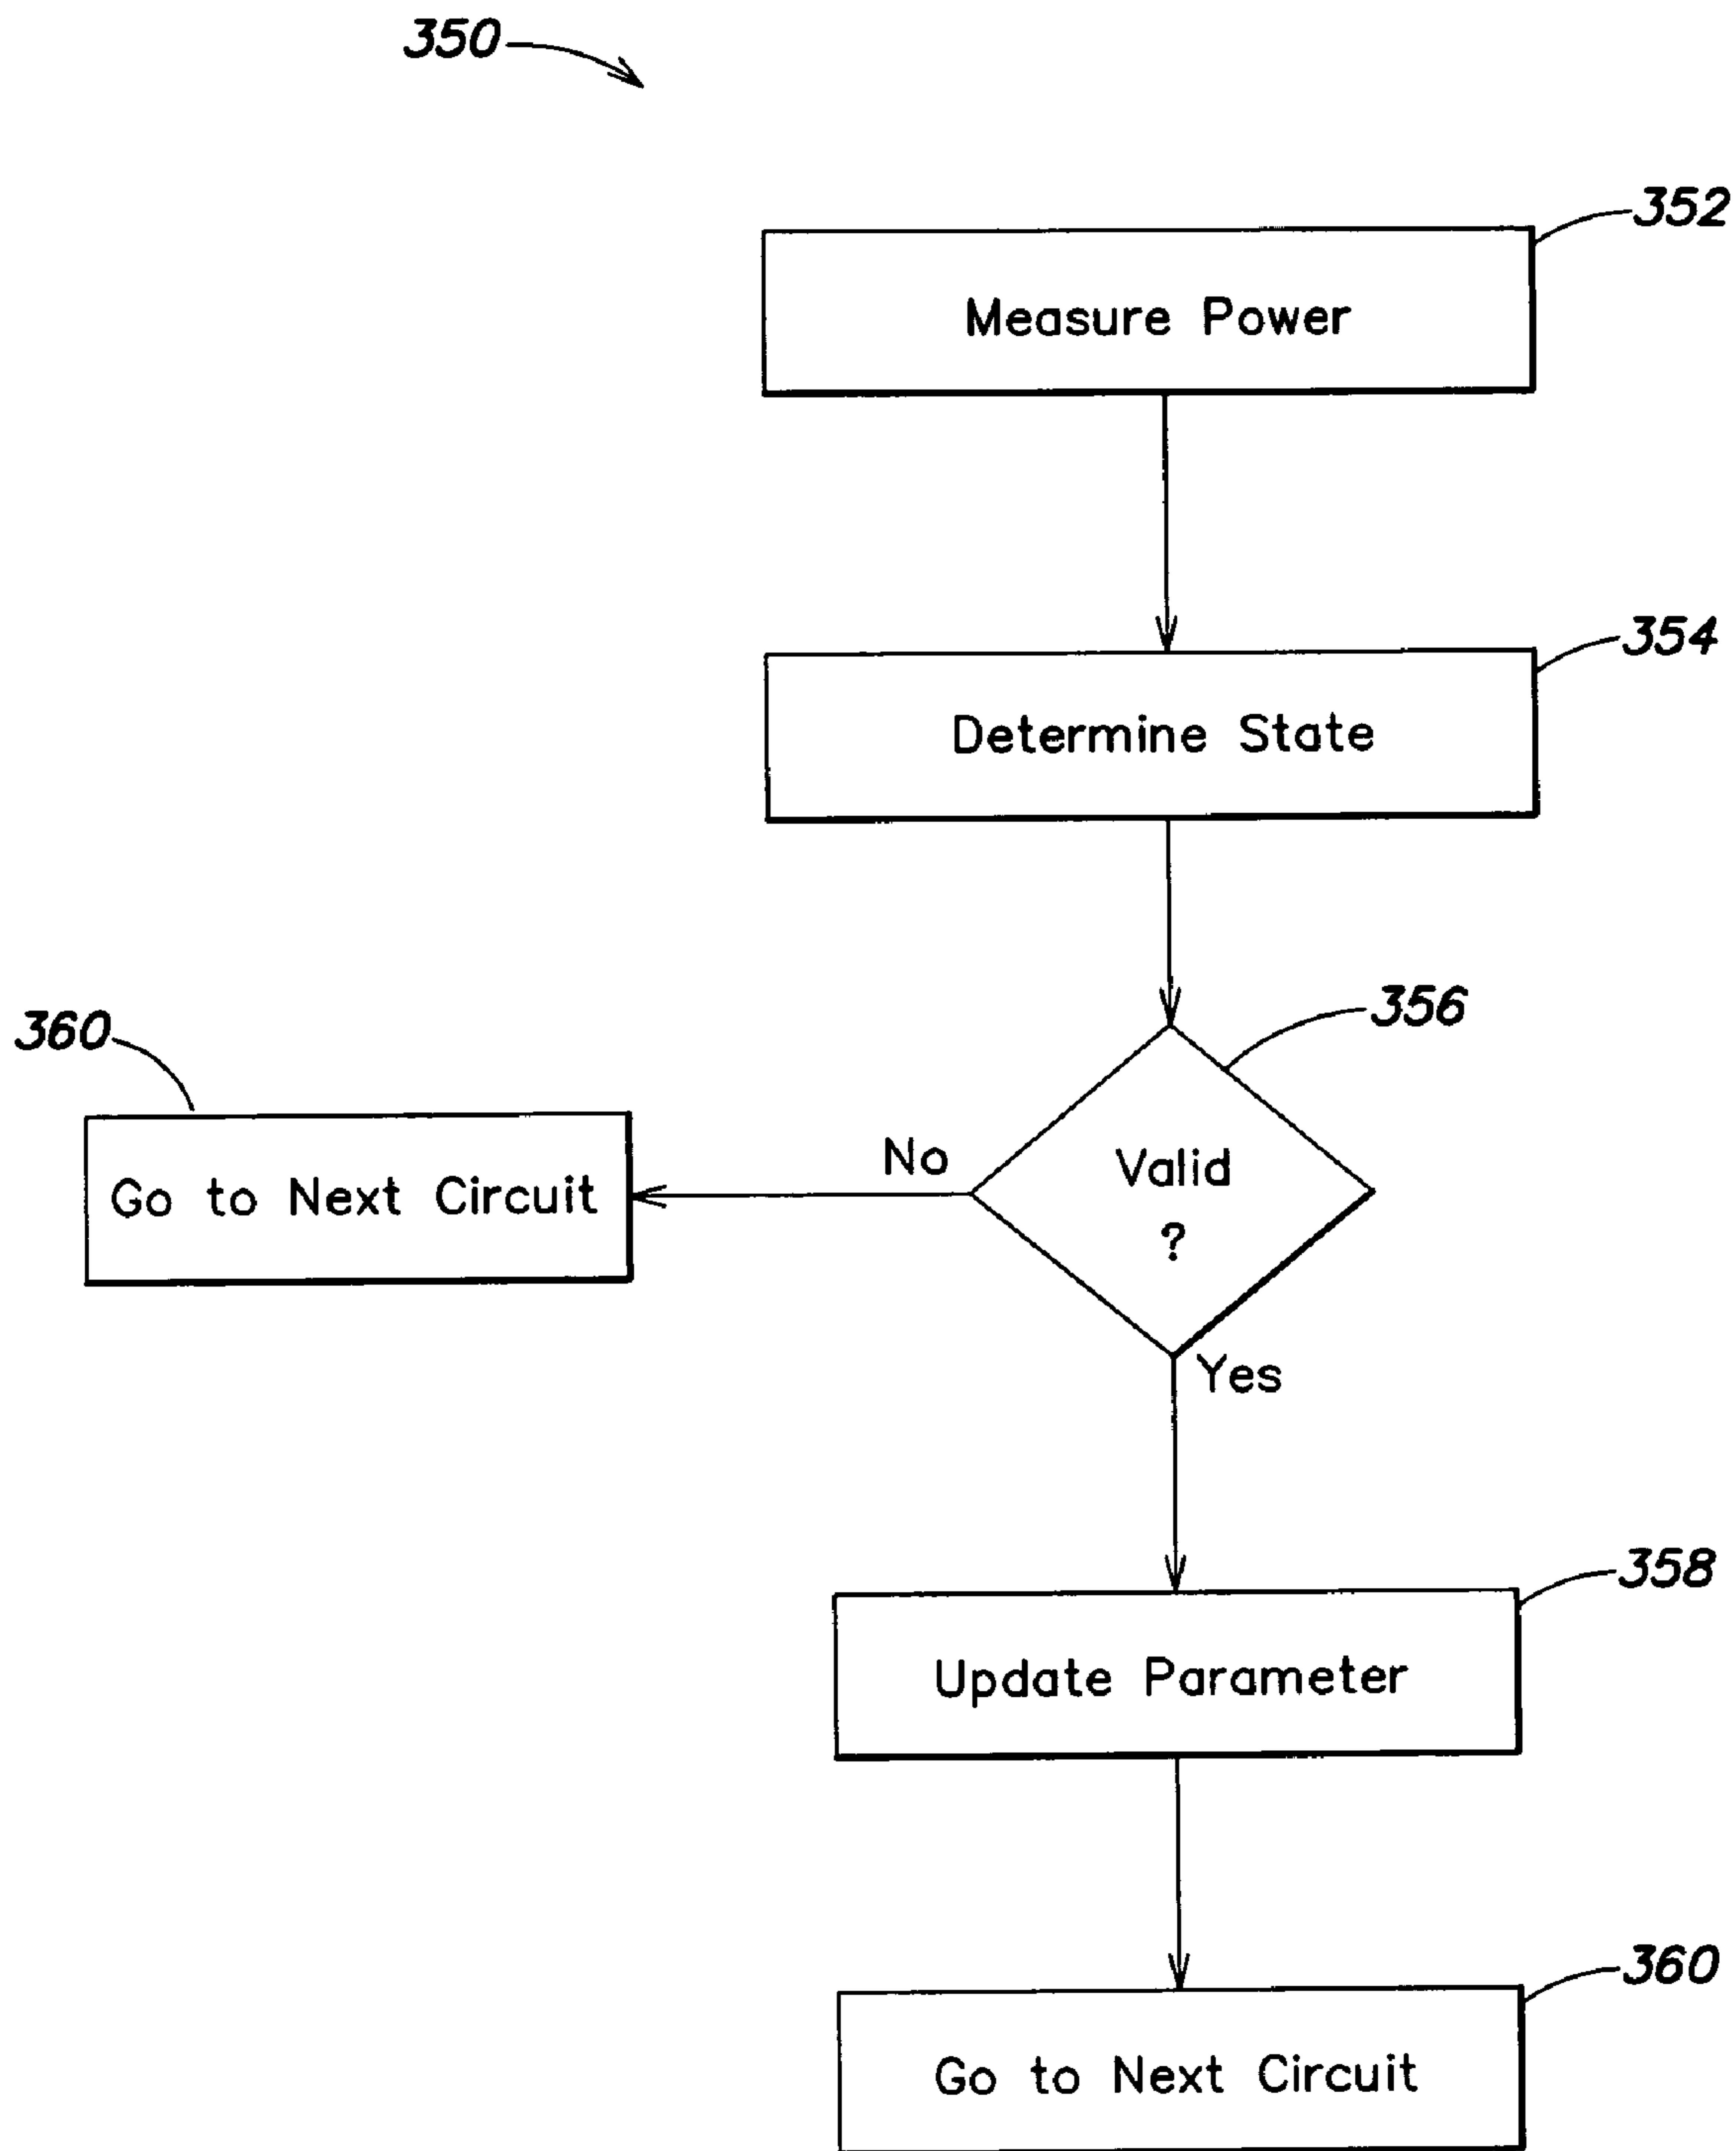 350
352
Measure Power
354
Determine State
356
360
Valid
?
No
Go to Next Circuit
Yes
358
Update Parameter
360
Go to Next Circuit